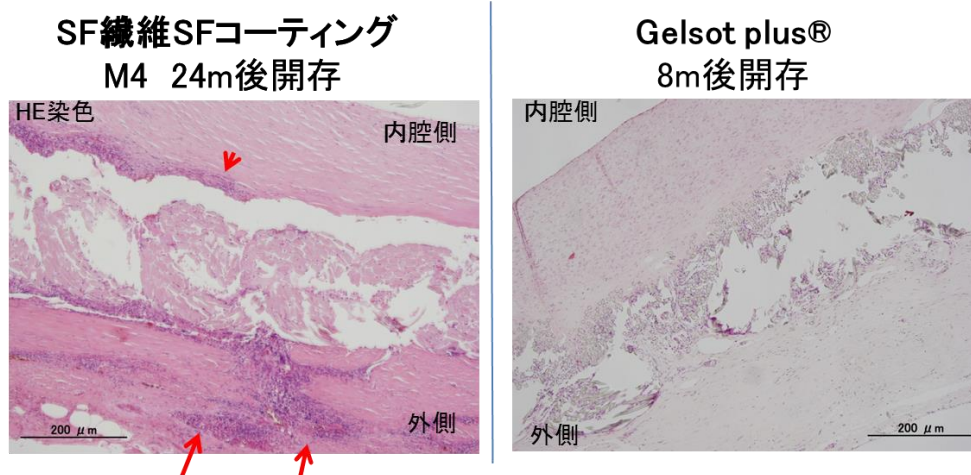 SF繊維SFコーティング
M4 24m後開存
HE染色
内腔側
外側
200 μm
Gelsot plus®
8m後開存
内腔側
外側
200 μm